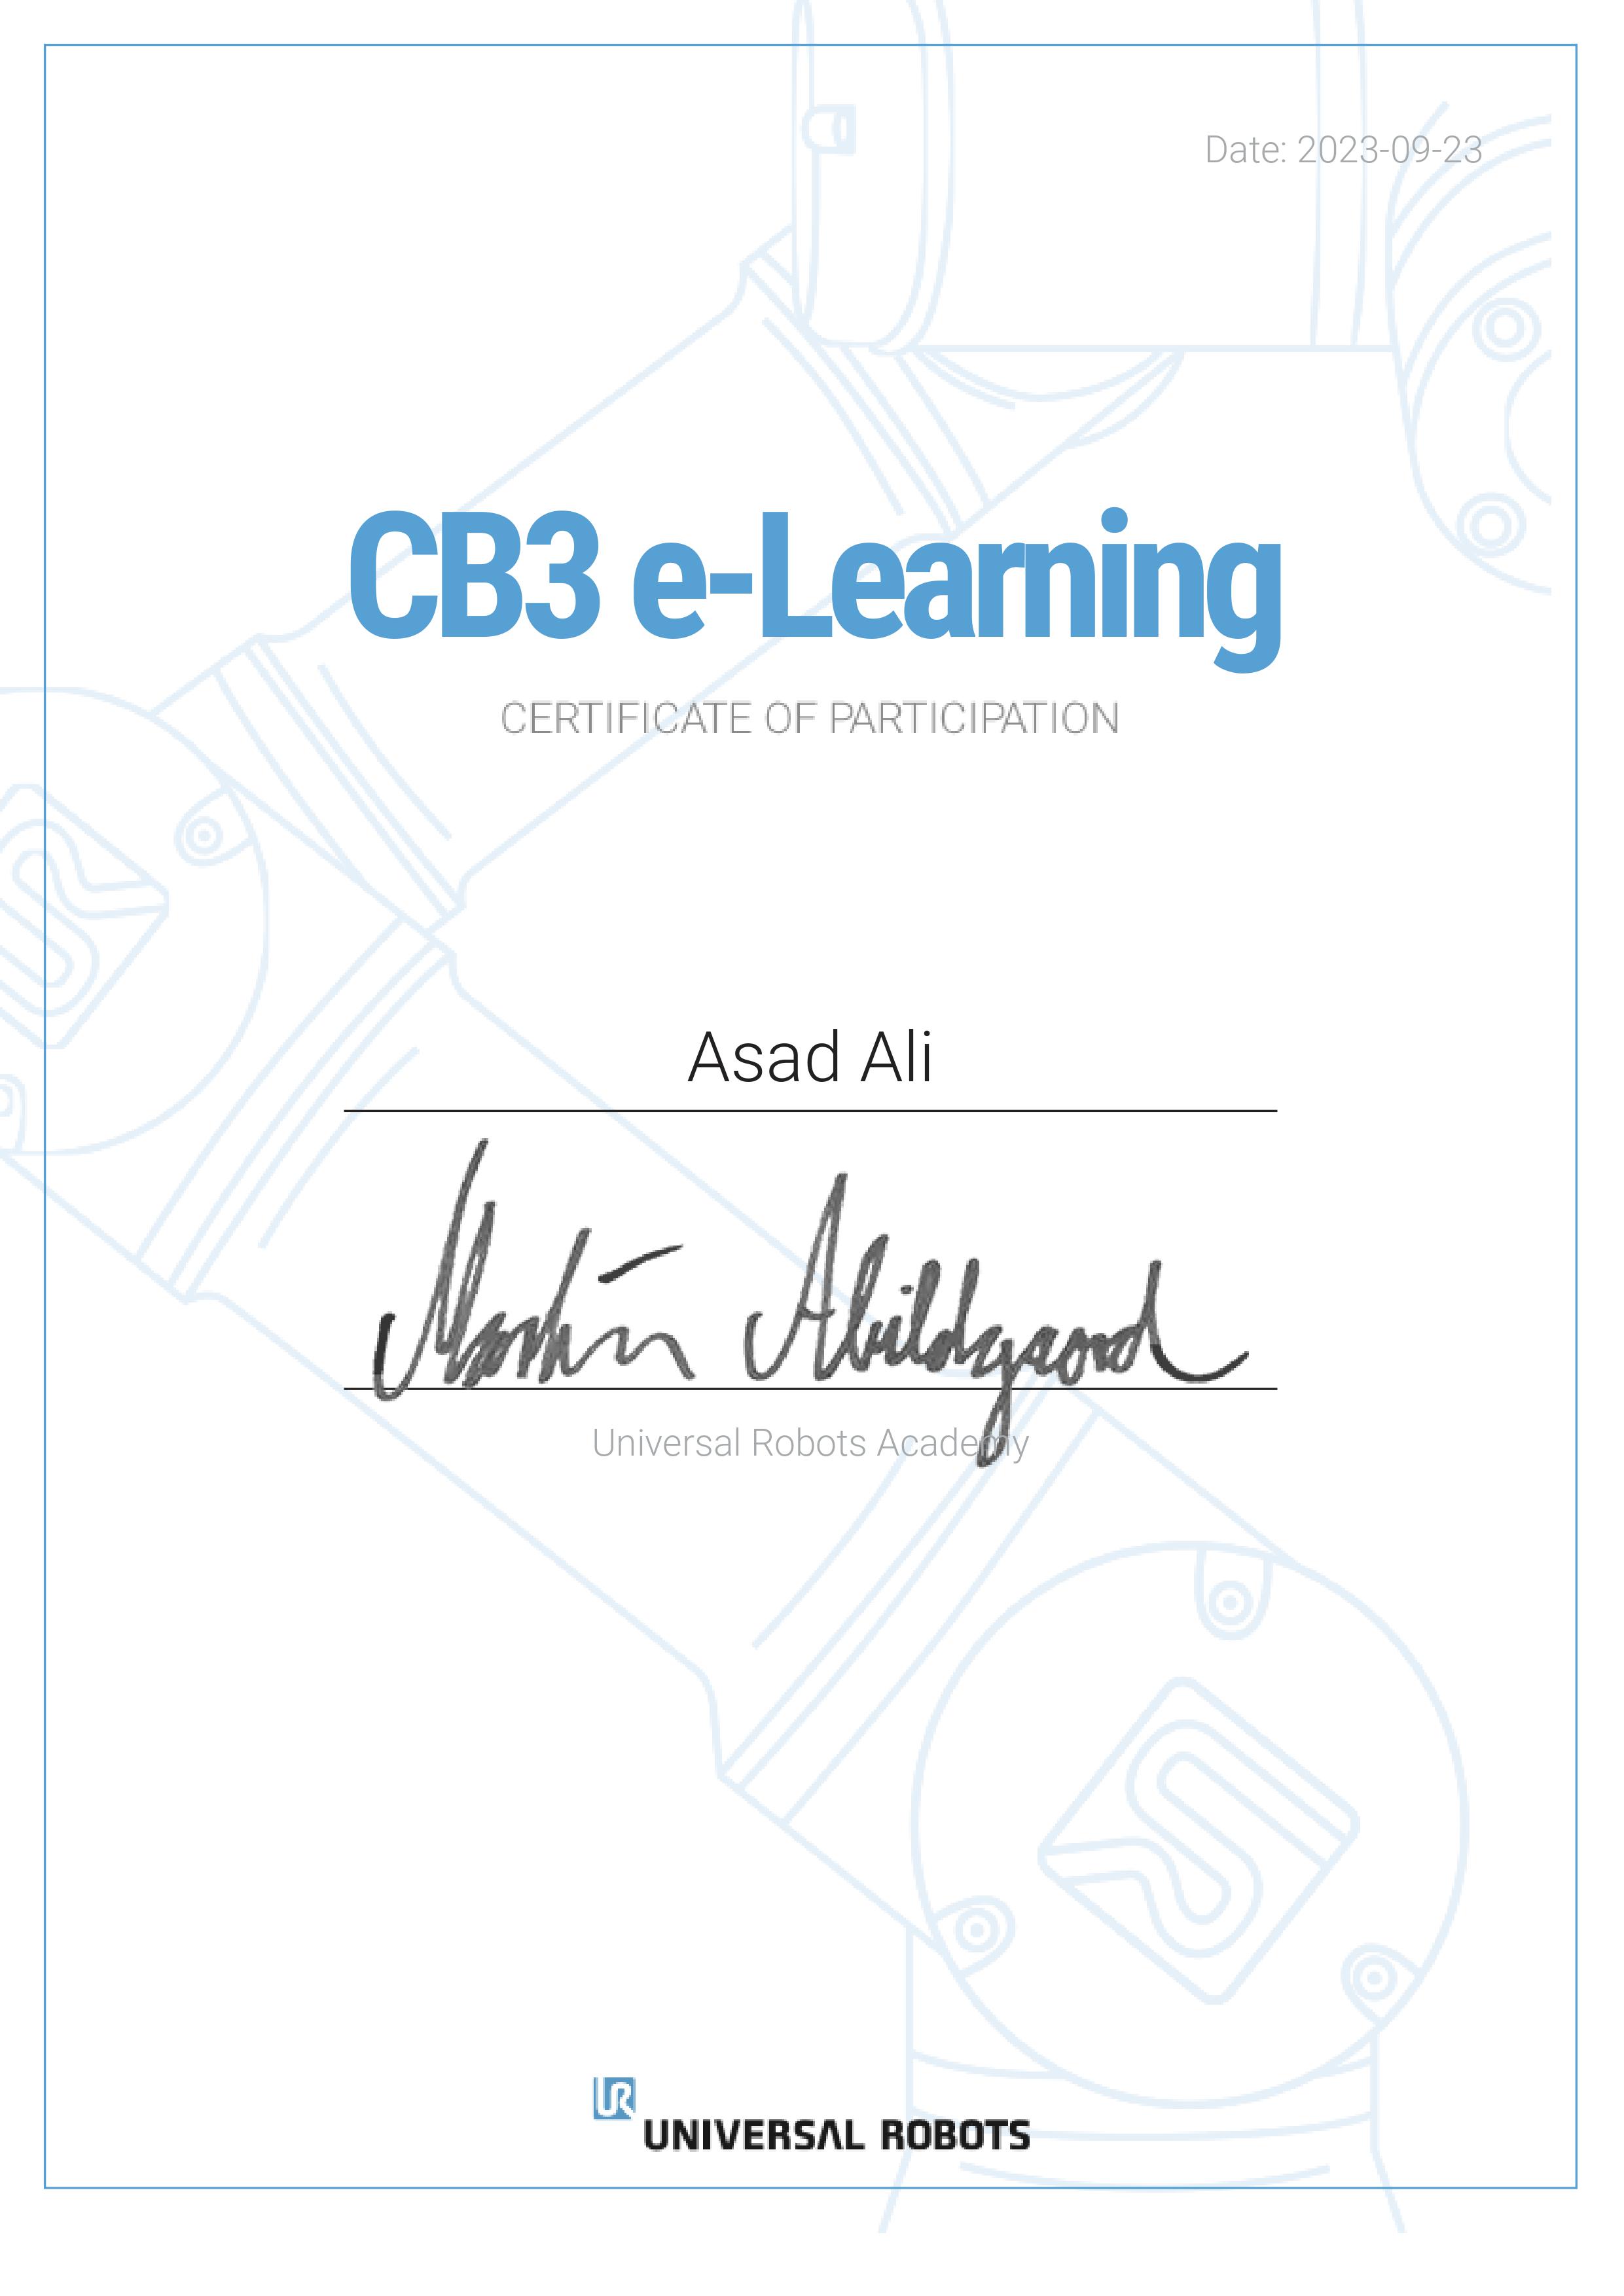 Date: 2023-09-23
CB3 e-Learning
CERTIFICATE OF PARTICIPATION
Asad Ali
Martin Abildgaard
Universal Robots Academy
UR
UNIVERSAL ROBOTS